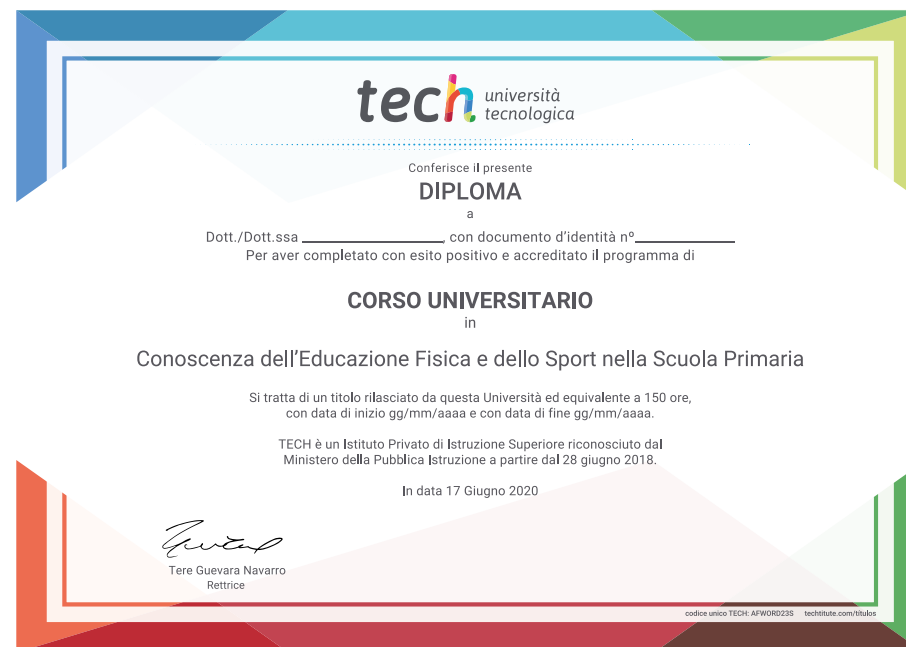 tech università
tecnologica
Conferisce il presente
DIPLOMA
a
Dott./Dott.ssa ____________, con documento d'identità nº____________
Per aver completato con esito positivo e accreditato il programma di
CORSO UNIVERSITARIO
in
Conoscenza dell'Educazione Fisica e dello Sport nella Scuola Primaria
Si tratta di un titolo rilasciato da questa Università ed equivalente a 150 ore,
con data di inizio gg/mm/aaaa e con data di fine gg/mm/aaaa.
TECH è un Istituto Privato di Istruzione Superiore riconosciuto dal
Ministero della Pubblica Istruzione a partire dal 28 giugno 2018.
In data 17 Giugno 2020
Tere Guevara Navarro
Rettrice
codice unico TECH: AFWORD23S techtitute.com/titulos